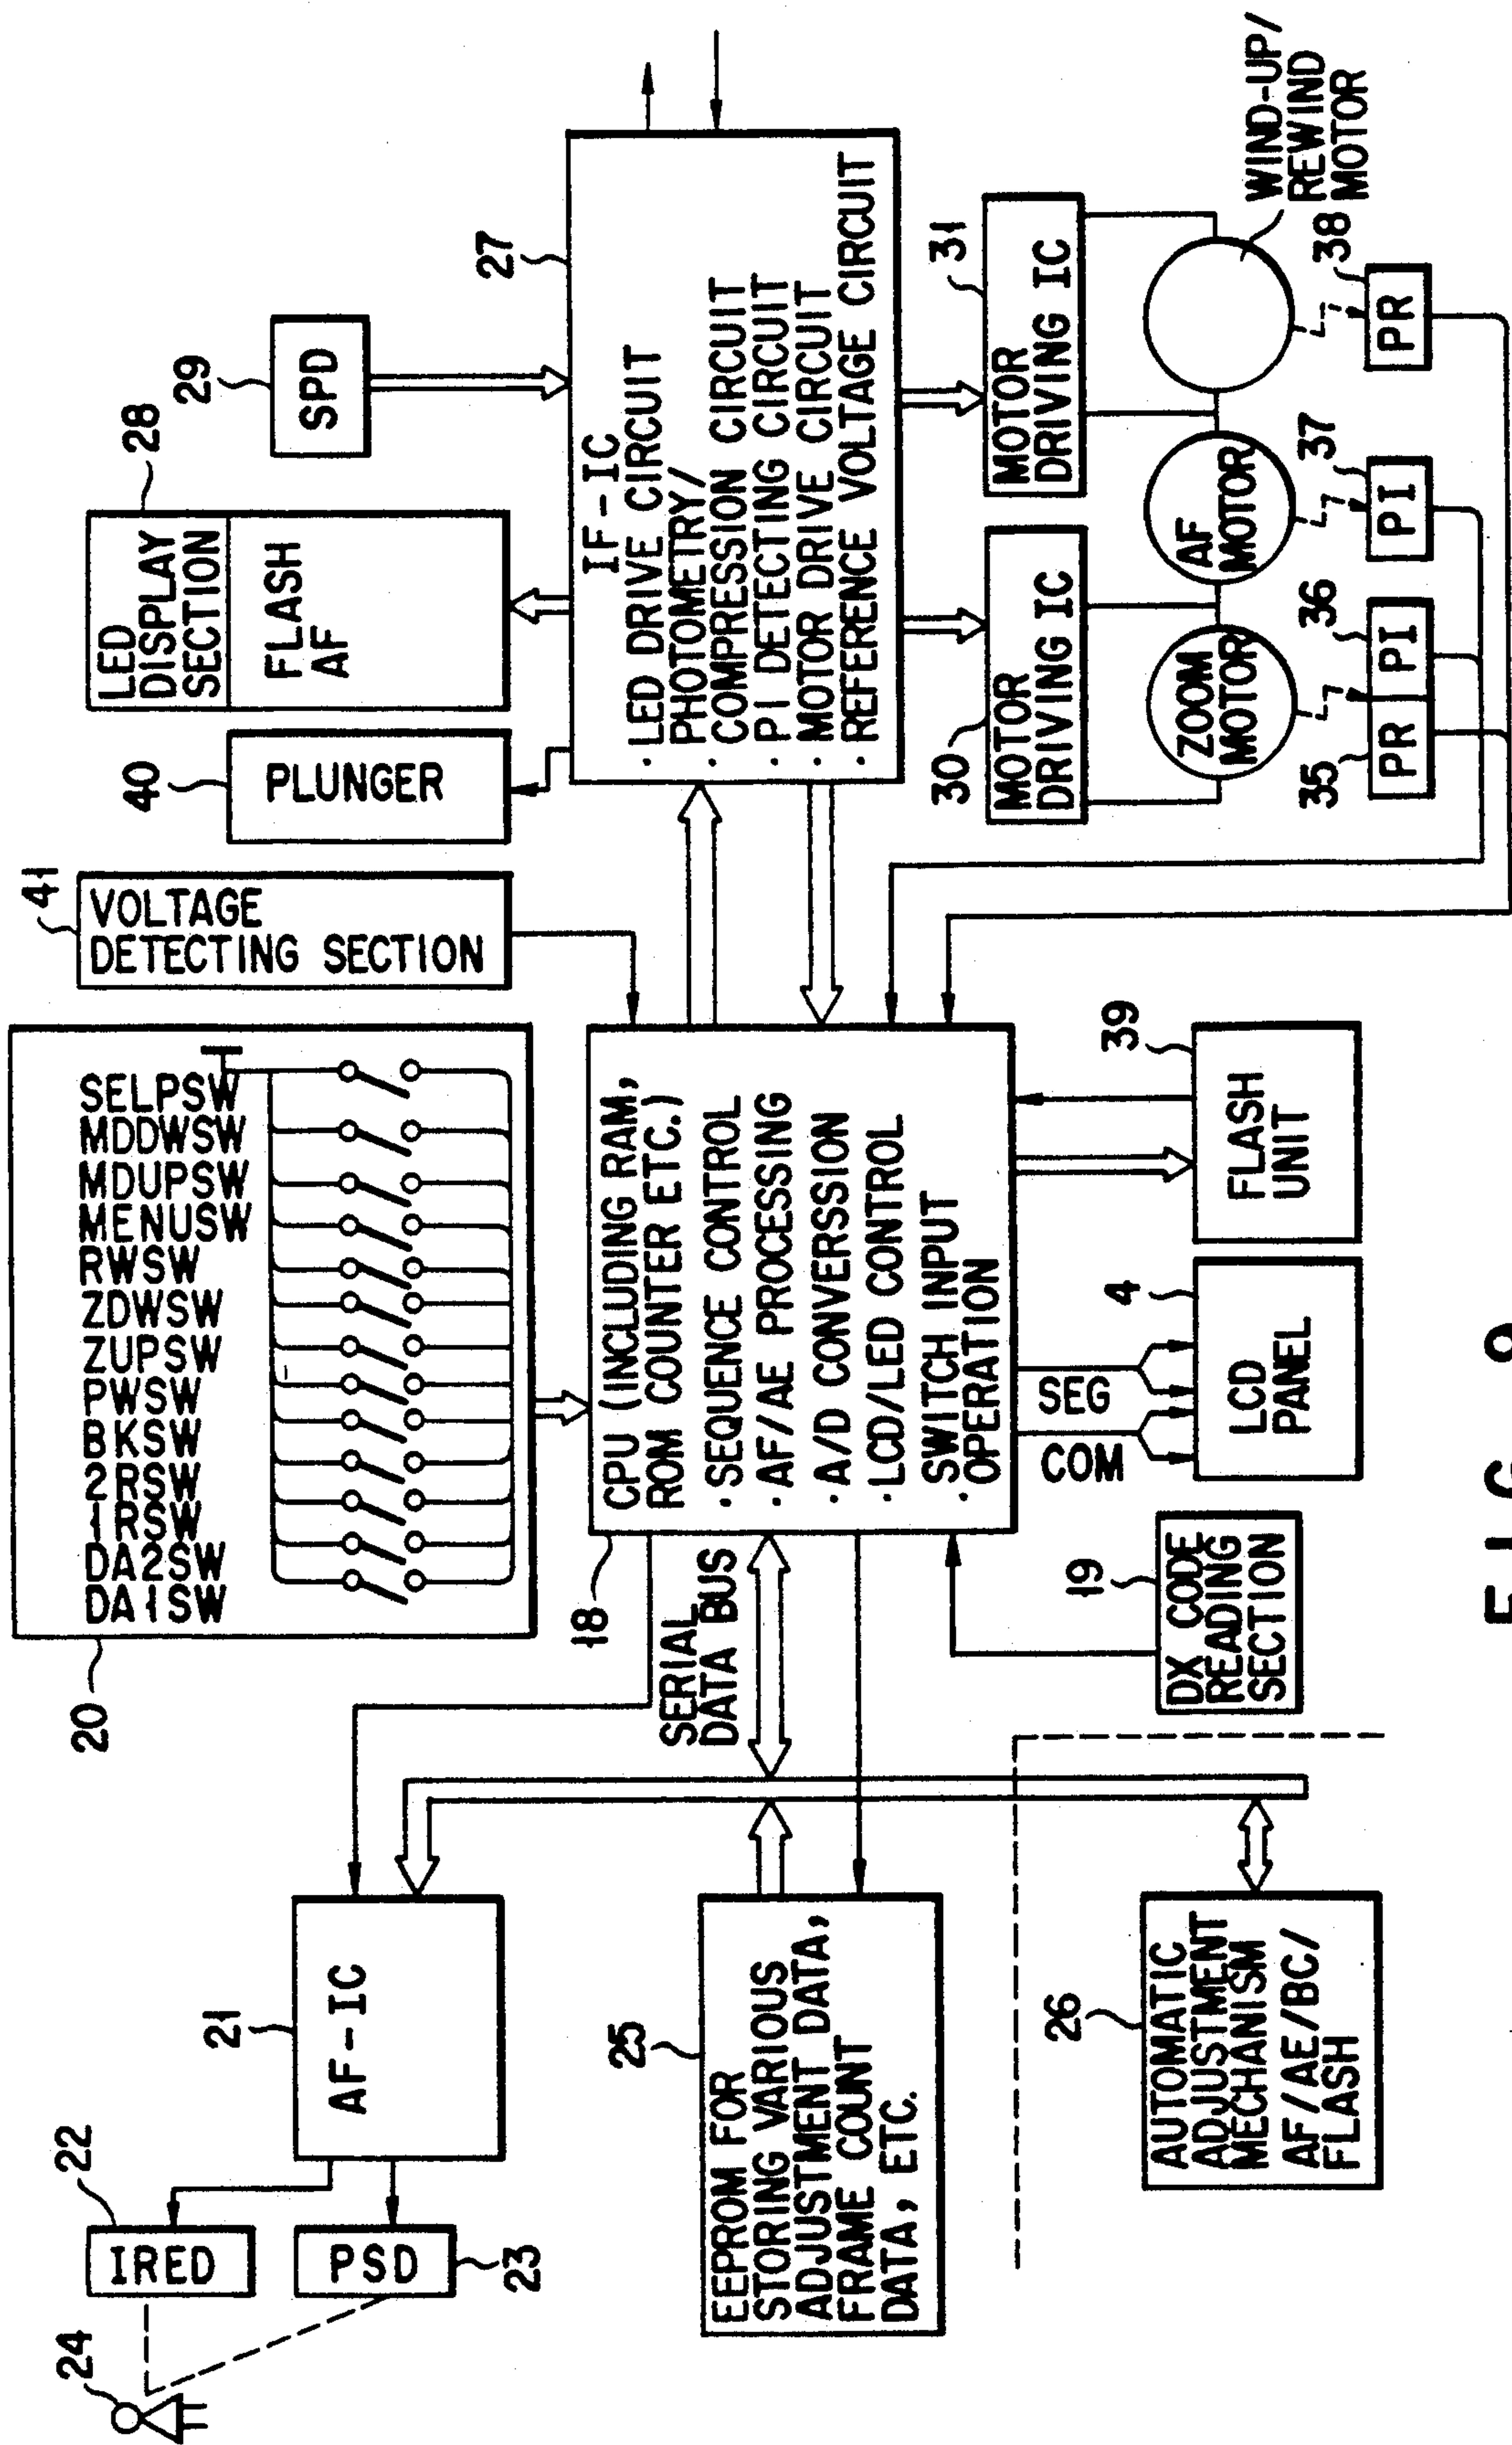 20
SELPSW
MDDWSW
MDUPSW
MENUSW
RWSW
ZDWSW
ZUPSW
PWSW
BKSW
2RSW
1RSW
DA2SW
DA1SW
41
VOLTAGE
DETECTING SECTION
40
PLUNGER
28
LED
DISPLAY
SECTION
FLASH
AF
29
SPD
24
22
IRED
PSD
23
21
AF-IC
18
SERIAL
DATA BUS
CPU (INCLUDING RAM,
ROM COUNTER ETC.)
· SEQUENCE CONTROL
· AF/AE PROCESSING
· A/D CONVERSSION
· LCD/LED CONTROL
SWITCH INPUT
· OPERATION
27
IF-IC
· LED DRIVE CIRCUIT
PHOTOMETRY/
· COMPRESSION CIRCUIT
· PI DETECTING CIRCUIT
· MOTOR DRIVE CIRCUIT
· REFERENCE VOLTAGE CIRCUIT
25
EEPROM FOR
STORING VARIOUS
ADJUSTMENT DATA,
FRAME COUNT
DATA, ETC.
26
AUTOMATIC
ADJUSTMENT
MECHANISM
AF/AE/BC/
FLASH
19
DX CODE
READING
SECTION
COM
SEG
4
LCD
PANEL
39
FLASH
UNIT
30
MOTOR
DRIVING IC
31
MOTOR
DRIVING IC
ZOOM
MOTOR
AF
MOTOR
WIND-UP/
REWIND
MOTOR
35
PR
36
PI
37
PI
38
PR